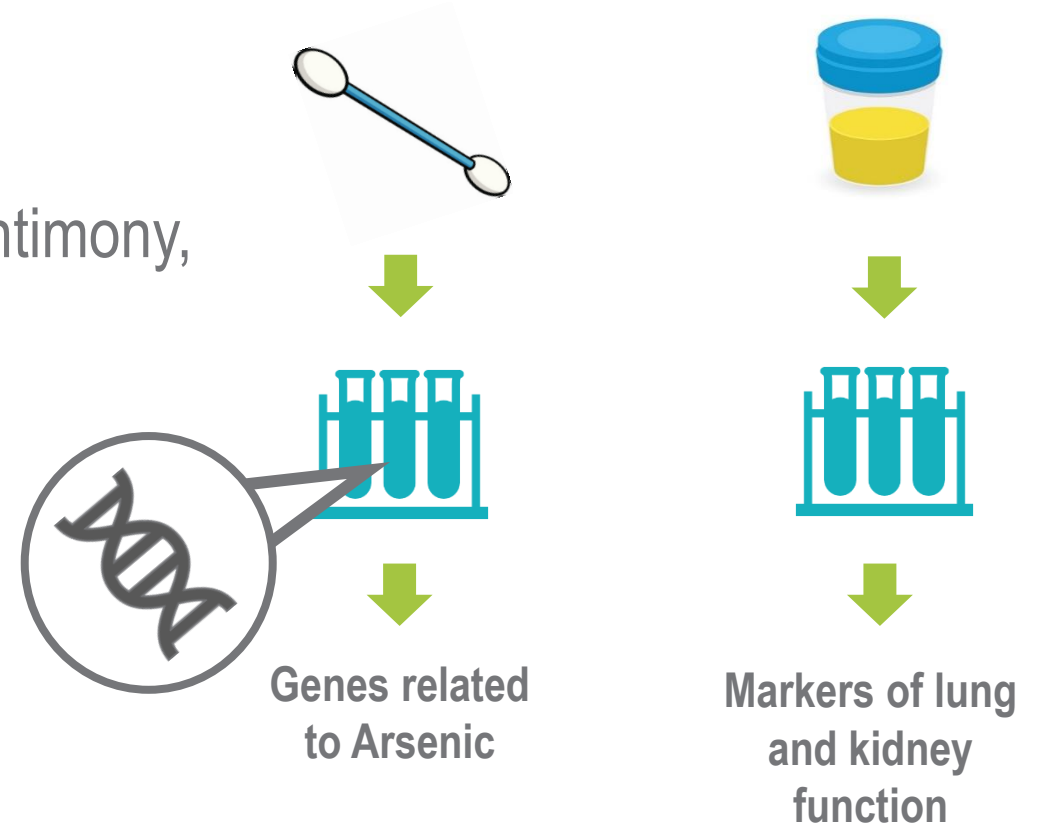 ntimony,
Genes related
to Arsenic
Markers of lung
and kidney
function